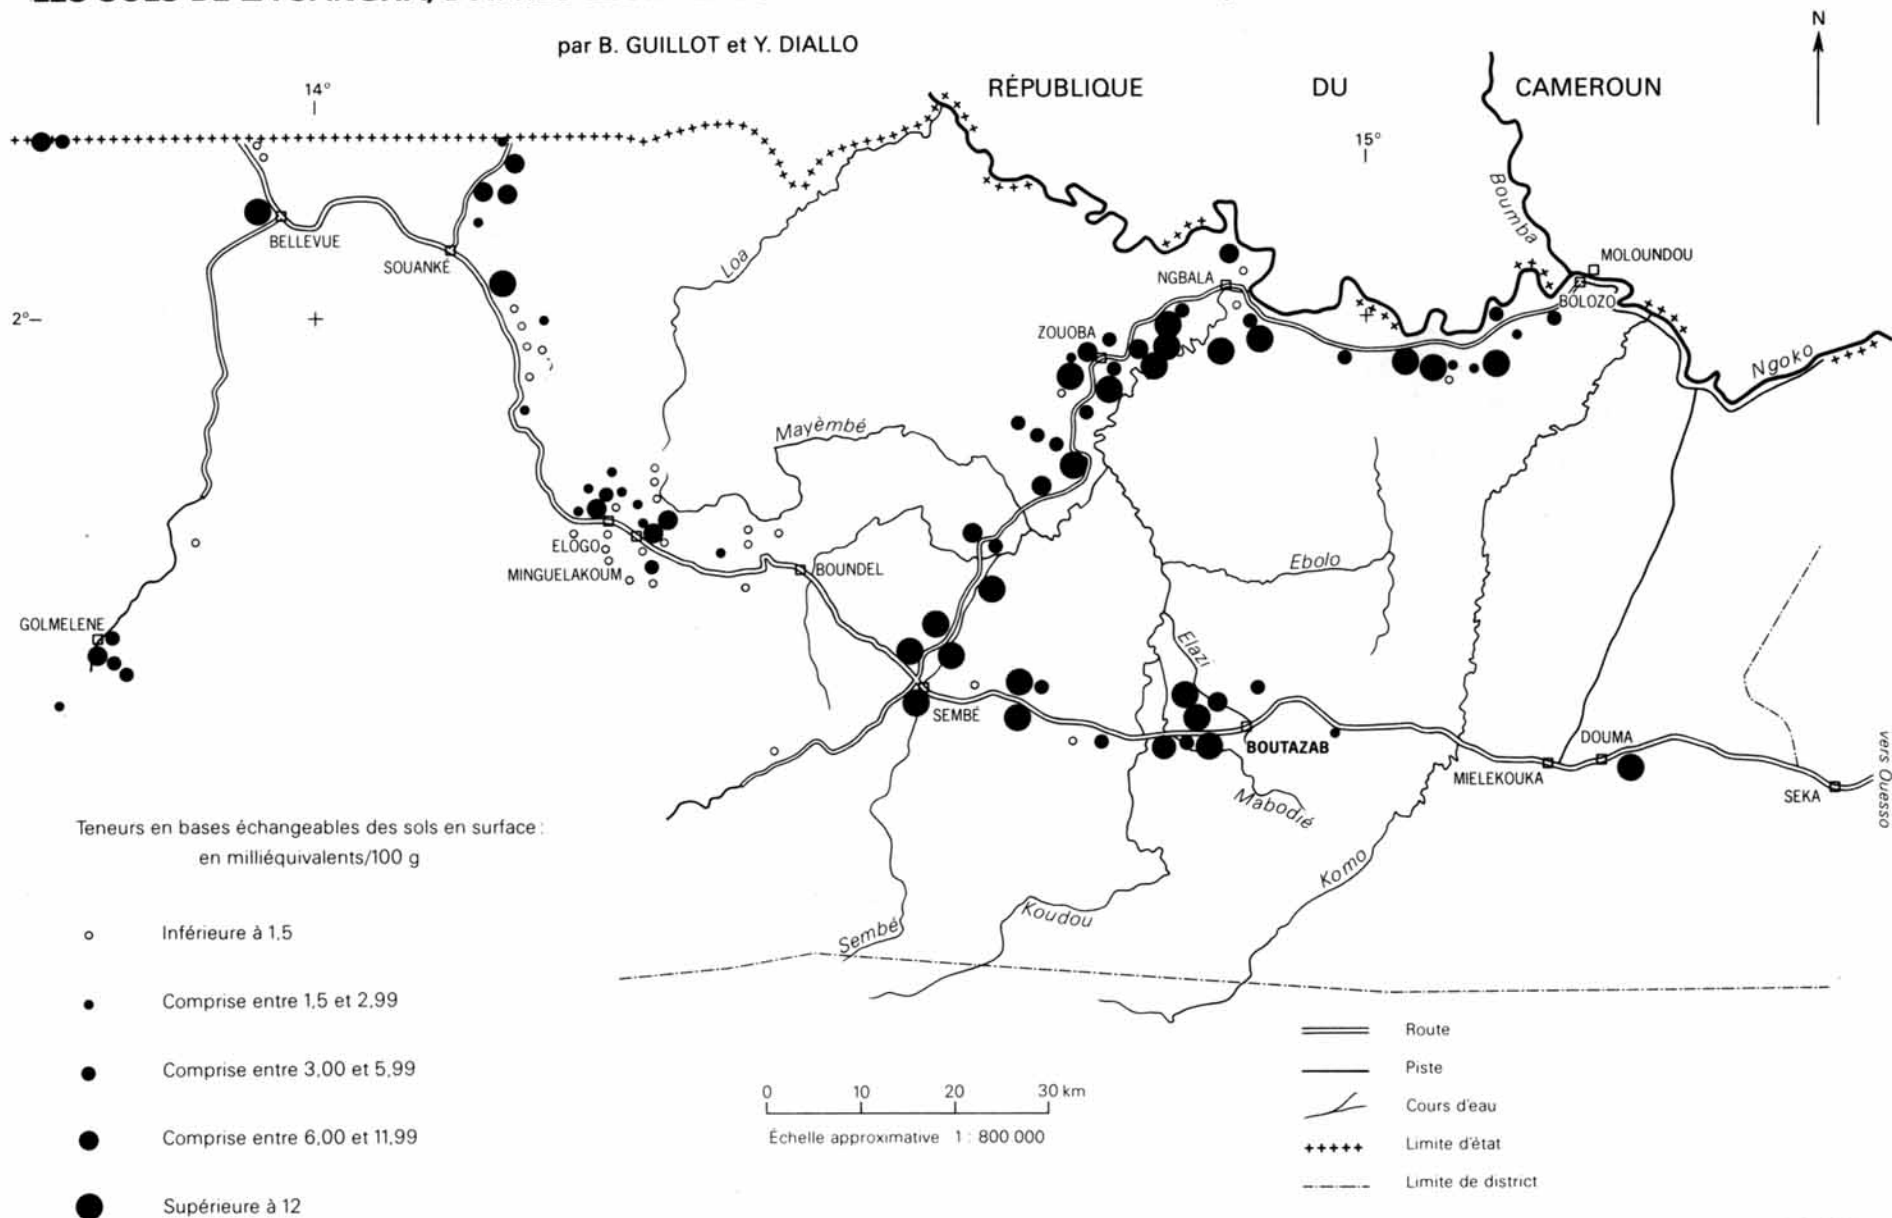 par B. GUILLOT et Y. DIALLO
N
RÉPUBLIQUE DU CAMEROUN
14°
15°
2°
Boumba
MOLOUNDOU
BOLOZO
Ngoko
NGBALA
ZOUOBA
Loa
BELLEVUE
SOUANKÉ
Mayèmbé
ELOGO
MINGUELAKOUM
BOUNDEL
Ebolo
Elazi
GOLMELENE
SEMBÉ
BOUTAZAB
Mabodié
MIELEKOUKA
DOUMA
SEKA
vers Ouesso
Komo
Koudou
Sembé
Teneurs en bases échangeables des sols en surface :
en milliéquivalents/100 g
Inférieure à 1,5
Comprise entre 1,5 et 2,99
Comprise entre 3,00 et 5,99
Comprise entre 6,00 et 11,99
Supérieure à 12
0 10 20 30 km
Échelle approximative 1 : 800 000
Route
Piste
Cours d'eau
Limite d'état
Limite de district